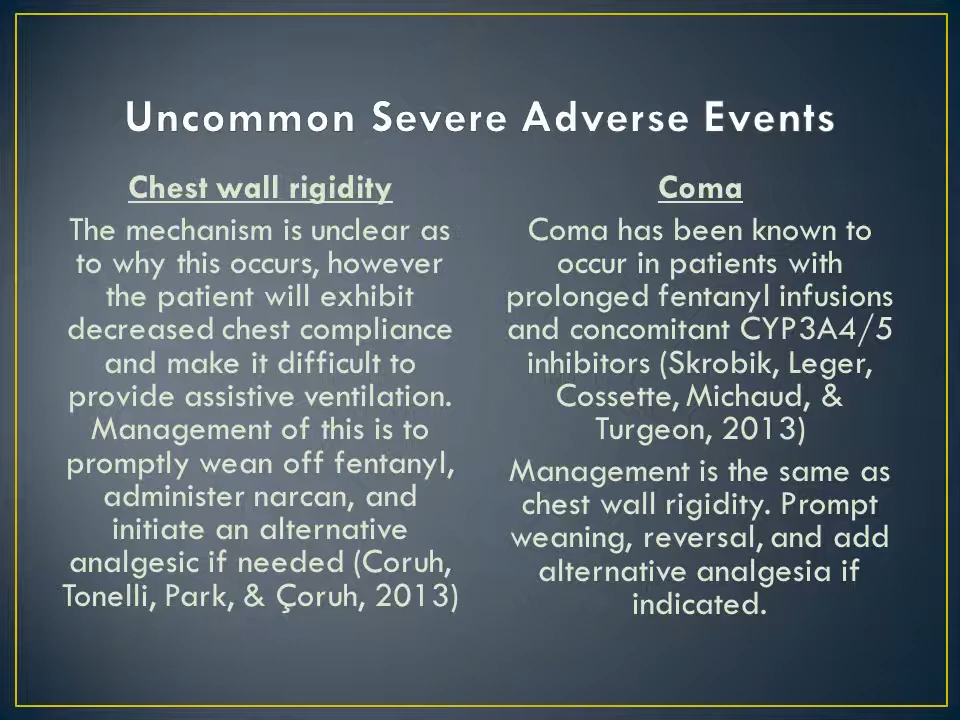 Uncommon Severe Adverse Events
Chest wall rigidity
The mechanism is unclear as
to why this occurs, however
the patient will exhibit
decreased chest compliance
and make it difficult to
provide assistive ventilation.
Management of this is to
promptly wean off fentanyl,
administer narcan, and
initiate an alternative
analgesic if needed (Coruh,
Tonelli, Park, & Çoruh, 2013)
Coma
Coma has been known to
occur in patients with
prolonged fentanyl infusions
and concomitant CYP3A4/5
inhibitors (Skrobik, Leger,
Cossette, Michaud, &
Turgeon, 2013)
Management is the same as
chest wall rigidity. Prompt
weaning, reversal, and add
alternative analgesia if
indicated.